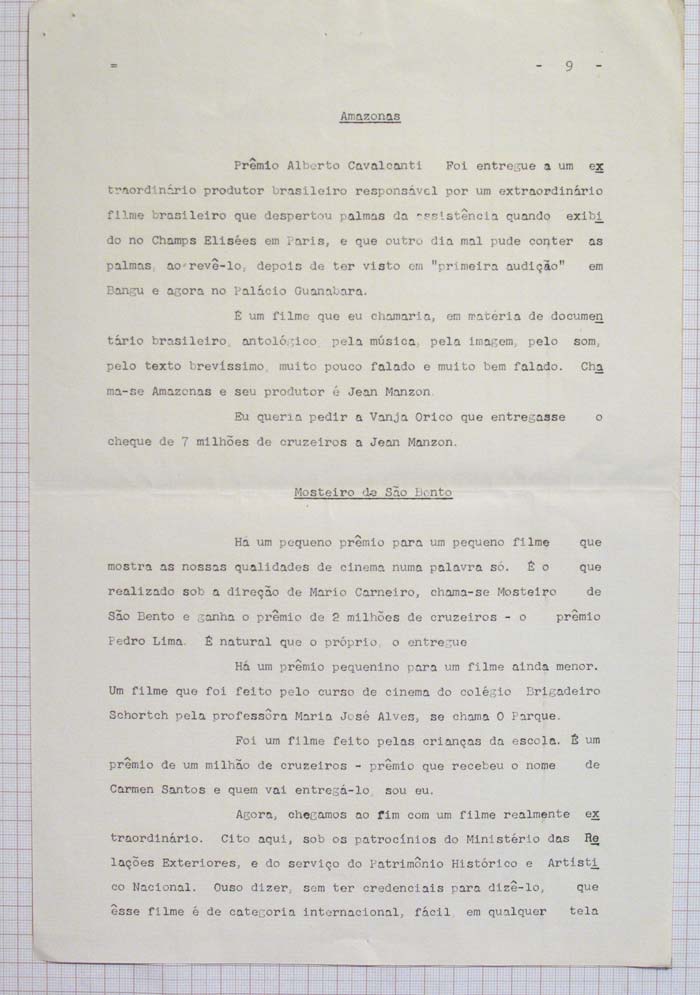 =
- 9 -
Amazonas
Prêmio Alberto Cavalcanti Foi entregue a um ex
traordinário produtor brasileiro responsável por um extraordinário
filme brasileiro que despertou palmas da assistência quando exibi
do no Champs Elisées em Paris, e que outro dia mal pude conter as
palmas, ao revê-lo, depois de ter visto em "primeira audição" em
Bangu e agora no Palácio Guanabara.
É um filme que eu chamaria, em matéria de documen
tário brasileiro, antológico, pela música, pela imagem, pelo som,
pelo texto brevissimo, muito pouco falado e muito bem falado. Cha
ma-se Amazonas e seu produtor é Jean Manzon.
Eu queria pedir a Vanja Orico que entregasse o
cheque de 7 milhões de cruzeiros a Jean Manzon.
Mosteiro de São Bento
Há um pequeno prêmio para um pequeno filme que
mostra as nossas qualidades de cinema numa palavra só. É o que
realizado sob a direção de Mario Carneiro, chama-se Mosteiro de
São Bento e ganha o prêmio de 2 milhões de cruzeiros - o prêmio
Pedro Lima. É natural que o próprio, o entregue
Há um prêmio pequenino para um filme ainda menor.
Um filme que foi feito pelo curso de cinema do colégio Brigadeiro
Schortch pela professôra Maria José Alves, se chama O Parque.
Foi um filme feito pelas crianças da escola. É um
prêmio de um milhão de cruzeiros - prêmio que recebeu o nome de
Carmen Santos e quem vai entregá-lo, sou eu.
Agora, chegamos ao fim com um filme realmente ex
traordinário. Cito aqui, sob os patrocínios do Ministério das Re
lações Exteriores, e do serviço do Patrimônio Histórico e Artísti
co Nacional. Ouso dizer, sem ter credenciais para dizê-lo, que
êsse filme é de categoria internacional, fácil, em qualquer tela